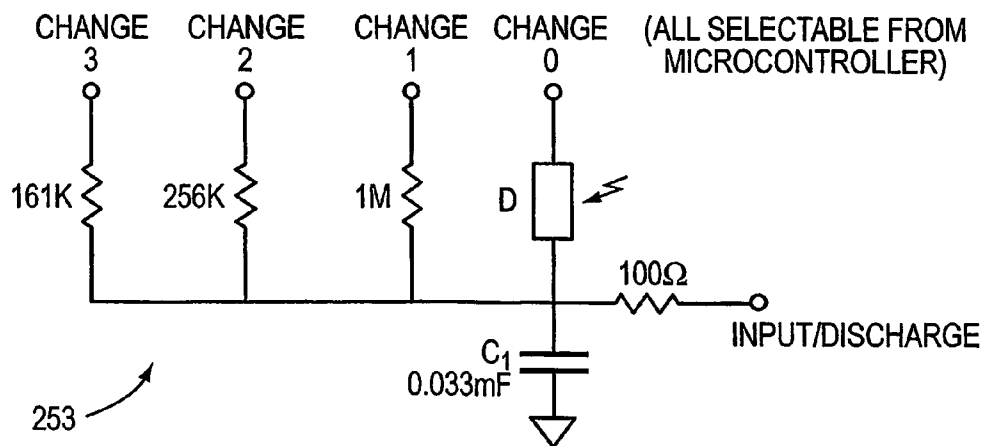 CHANGE CHANGE CHANGE CHANGE (ALL SELECTABLE FROM
3 2 1 0 MICROCONTROLLER)
161K 256K 1M D
100Ω
INPUT/DISCHARGE
C1
0.033mF
253